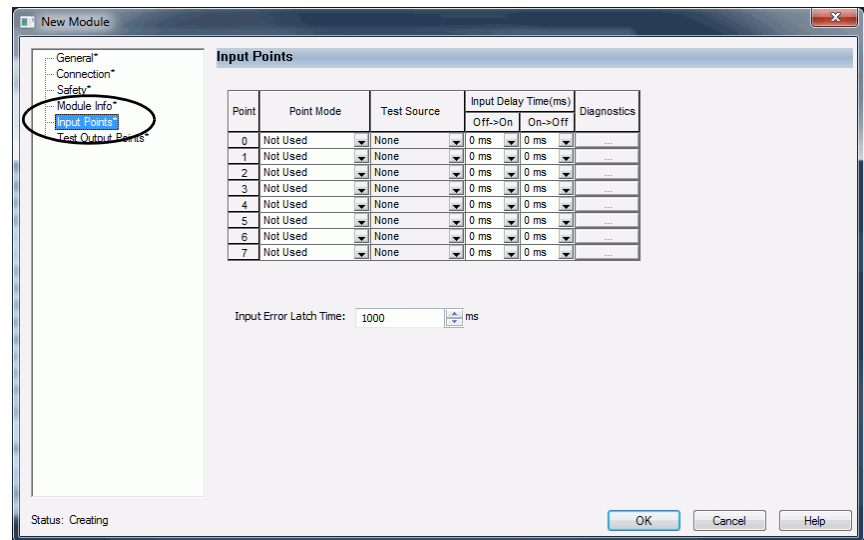 New Module
General*
Connection*
Safety*
Module Info*
Input Points*
Test Output Points*
Input Points
Point Point Mode Test Source Input Delay Time(ms) Diagnostics
Off->On On->Off
0 Not Used None 0 ms 0 ms ...
1 Not Used None 0 ms 0 ms ...
2 Not Used None 0 ms 0 ms ...
3 Not Used None 0 ms 0 ms ...
4 Not Used None 0 ms 0 ms ...
5 Not Used None 0 ms 0 ms ...
6 Not Used None 0 ms 0 ms ...
7 Not Used None 0 ms 0 ms ...
Input Error Latch Time: 1000 ms
Status: Creating
OK Cancel Help